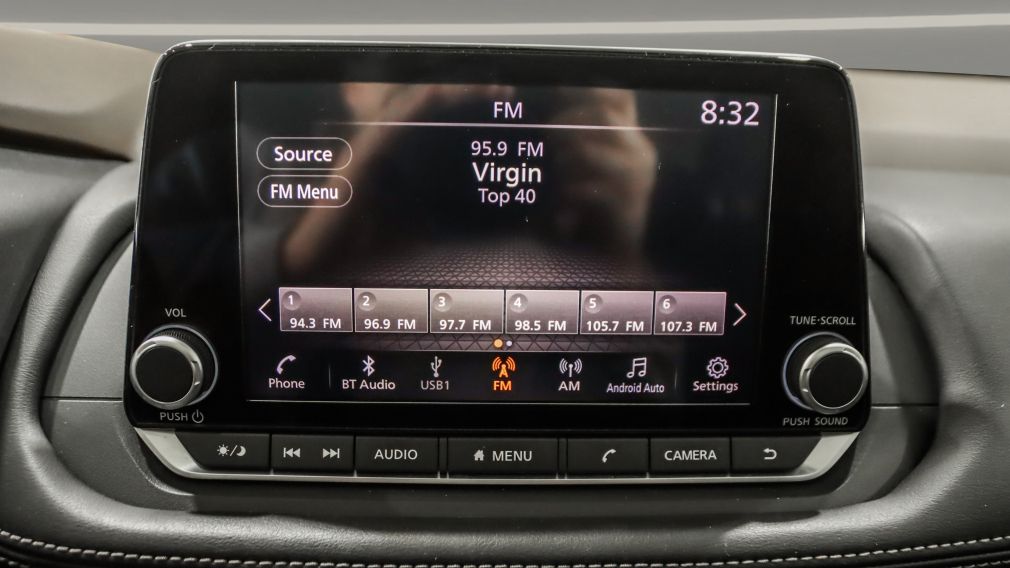 FM
8:32
Source
95.9 FM
Virgin
FM Menu
Top 40
1 2 3 4 5 6
94.3 FM 96.9 FM 97.7 FM 98.5 FM 105.7 FM 107.3 FM
VOL
TUNE·SCROLL
Phone BT Audio USB1 FM AM Android Auto Settings
PUSH
PUSH SOUND
AUDIO MENU CAMERA